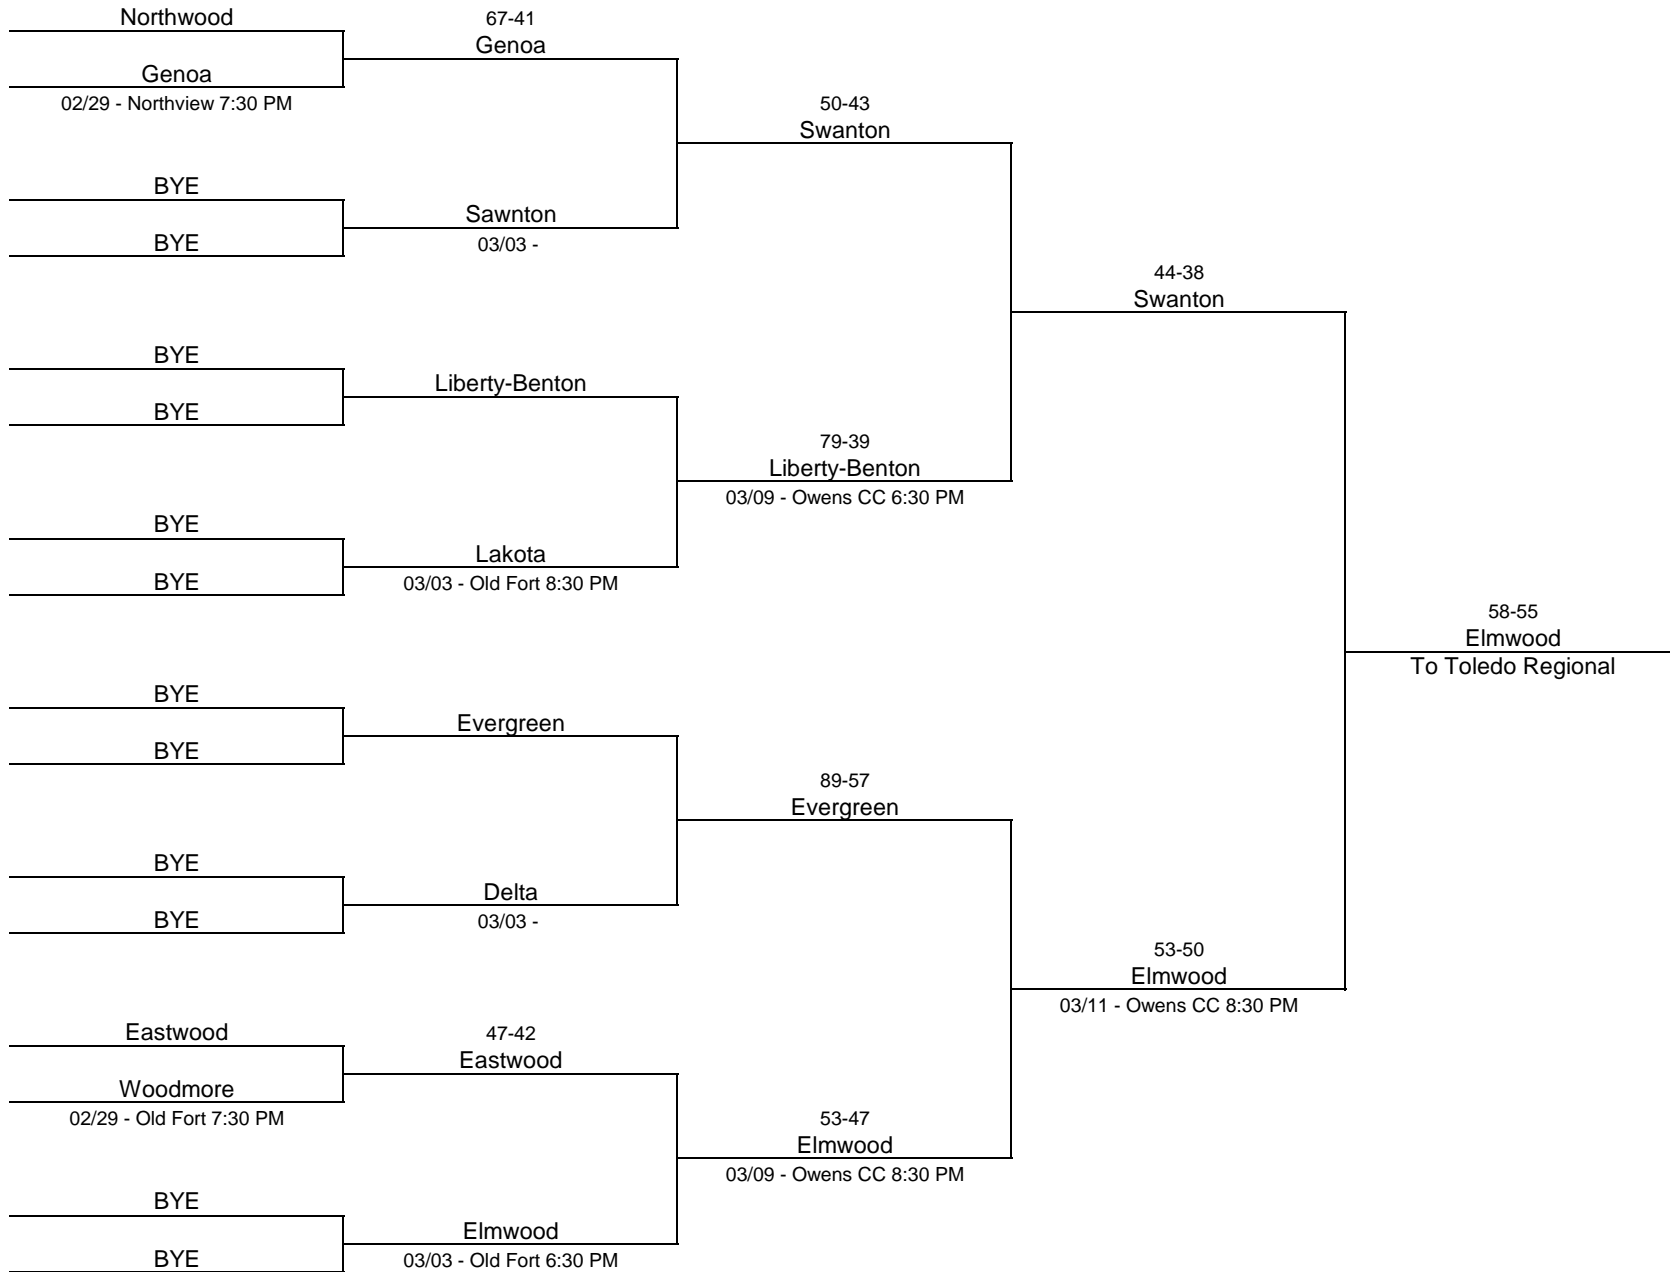 Northwood
67-41
Genoa
Genoa
02/29 - Northview 7:30 PM
50-43
Swanton
BYE
Sawnton
BYE
03/03 -
44-38
Swanton
BYE
Liberty-Benton
BYE
79-39
Liberty-Benton
03/09 - Owens CC 6:30 PM
BYE
Lakota
BYE
03/03 - Old Fort 8:30 PM
58-55
Elmwood
To Toledo Regional
BYE
Evergreen
BYE
89-57
Evergreen
BYE
Delta
BYE
03/03 -
53-50
Elmwood
03/11 - Owens CC 8:30 PM
Eastwood
47-42
Eastwood
Woodmore
02/29 - Old Fort 7:30 PM
53-47
Elmwood
03/09 - Owens CC 8:30 PM
BYE
Elmwood
BYE
03/03 - Old Fort 6:30 PM